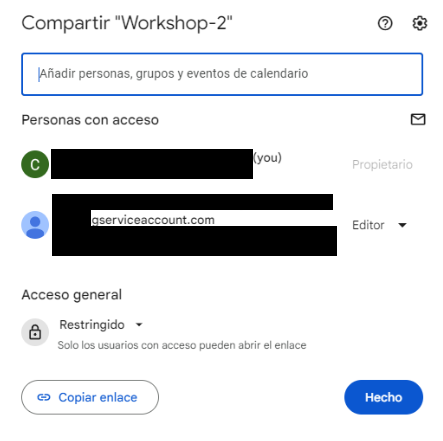 Compartir "Workshop-2"
Añadir personas, grupos y eventos de calendario
Personas con acceso
C
(you)
Propietario
gserviceaccount.com
Editor
Acceso general
Restringido
Solo los usuarios con acceso pueden abrir el enlace
Copiar enlace
Hecho